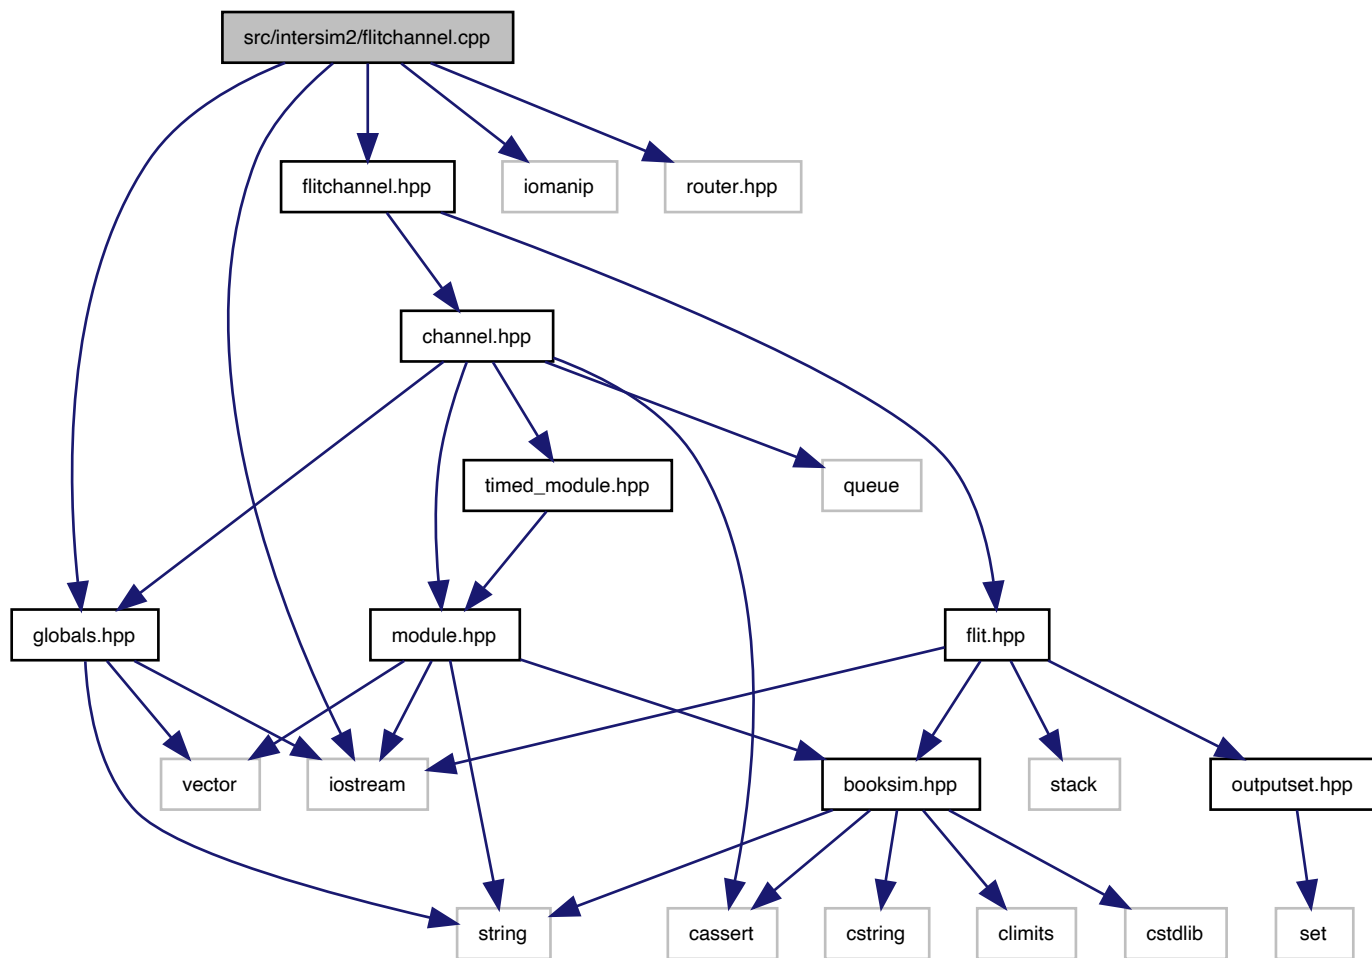 src/intersim2/flitchannel.cpp
flitchannel.hpp
iomanip
router.hpp
channel.hpp
timed_module.hpp
queue
globals.hpp
module.hpp
flit.hpp
vector
iostream
booksim.hpp
stack
outputset.hpp
string
cassert
cstring
climits
cstdlib
set